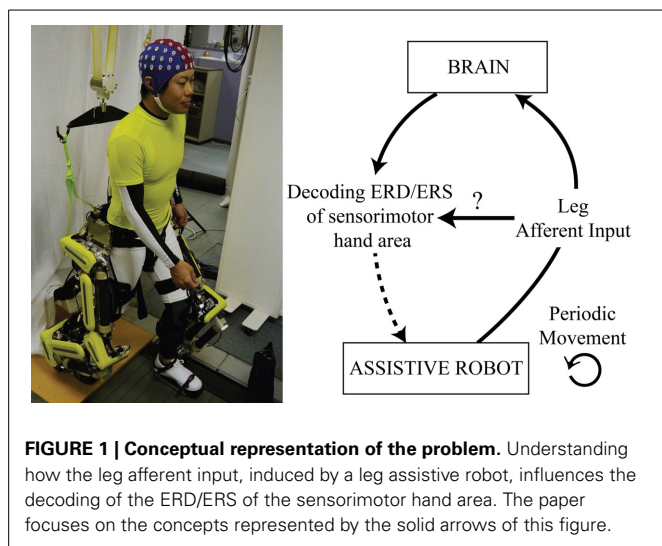 BRAIN
Decoding ERD/ERS
of sensorimotor
hand area
?
Leg
Afferent Input
Periodic
Movement
ASSISTIVE ROBOT
FIGURE 1 | Conceptual representation of the problem. Understanding
how the leg afferent input, induced by a leg assistive robot, influences the
decoding of the ERD/ERS of the sensorimotor hand area. The paper
focuses on the concepts represented by the solid arrows of this figure.